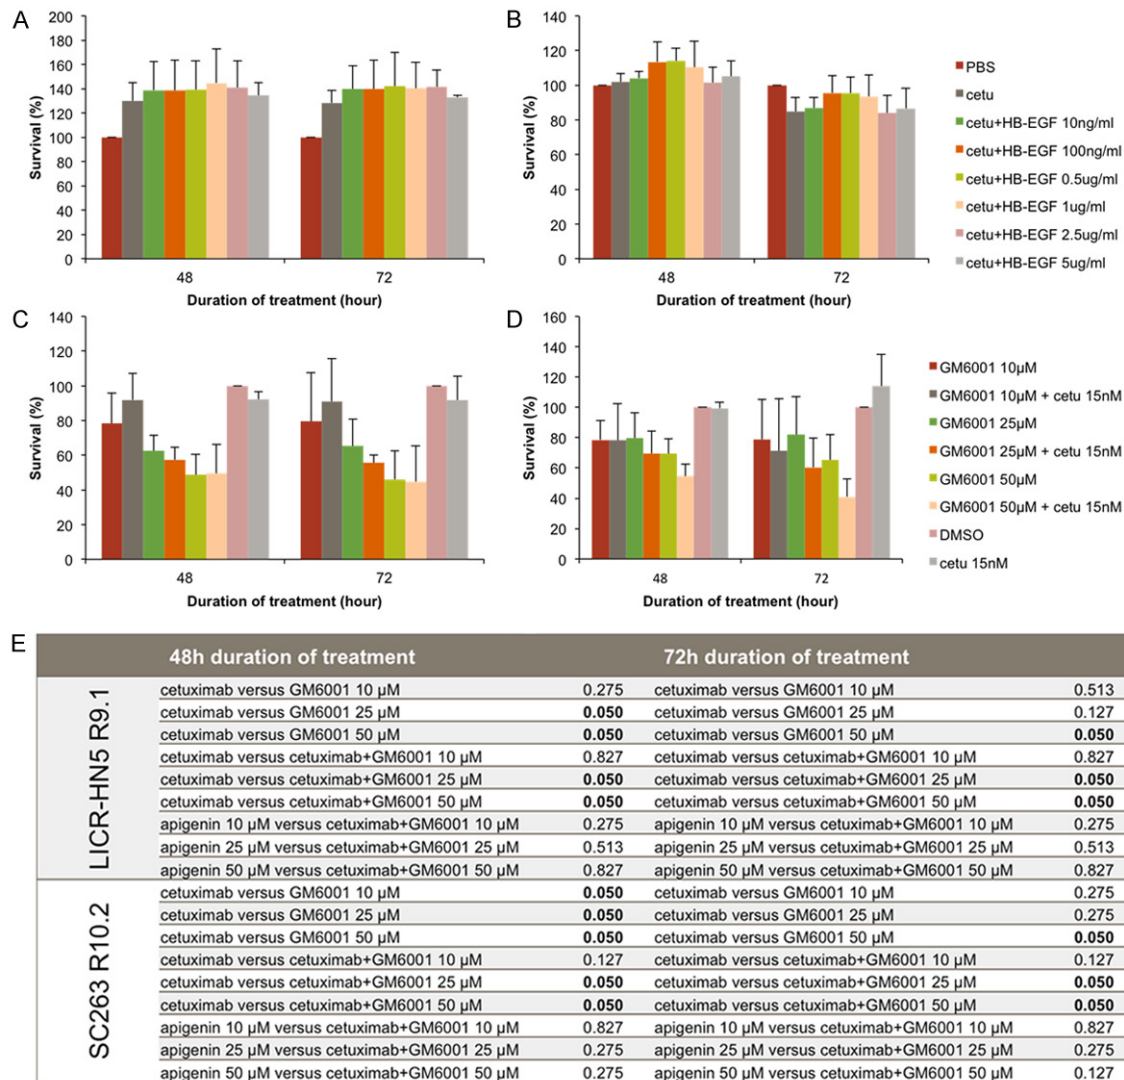 A
200
180
160
140
120
100
80
60
40
20
0
Survival (%)
48
72
Duration of treatment (hour)
B
140
120
100
80
60
40
20
0
Survival (%)
48
72
Duration of treatment (hour)
PBS
cetu
cetu+HB-EGF 10ng/ml
cetu+HB-EGF 100ng/ml
cetu+HB-EGF 0.5ug/ml
cetu+HB-EGF 1ug/ml
cetu+HB-EGF 2.5ug/ml
cetu+HB-EGF 5ug/ml
C
140
120
100
80
60
40
20
0
Survival (%)
48
72
Duration of treatment (hour)
D
160
140
120
100
80
60
40
20
0
Survival (%)
48
72
Duration of treatment (hour)
GM6001 10µM
GM6001 10µM + cetu 15nM
GM6001 25µM
GM6001 25µM + cetu 15nM
GM6001 50µM
GM6001 50µM + cetu 15nM
DMSO
cetu 15nM
E
48h duration of treatment 72h duration of treatment
LICR-HN5 R9.1
cetuximab versus GM6001 10 µM 0.275 cetuximab versus GM6001 10 µM 0.513
cetuximab versus GM6001 25 µM 0.050 cetuximab versus GM6001 25 µM 0.127
cetuximab versus GM6001 50 µM 0.050 cetuximab versus GM6001 50 µM 0.050
cetuximab versus cetuximab+GM6001 10 µM 0.827 cetuximab versus cetuximab+GM6001 10 µM 0.827
cetuximab versus cetuximab+GM6001 25 µM 0.050 cetuximab versus cetuximab+GM6001 25 µM 0.050
cetuximab versus cetuximab+GM6001 50 µM 0.050 cetuximab versus cetuximab+GM6001 50 µM 0.050
apigenin 10 µM versus cetuximab+GM6001 10 µM 0.275 apigenin 10 µM versus cetuximab+GM6001 10 µM 0.275
apigenin 25 µM versus cetuximab+GM6001 25 µM 0.513 apigenin 25 µM versus cetuximab+GM6001 25 µM 0.513
apigenin 50 µM versus cetuximab+GM6001 50 µM 0.827 apigenin 50 µM versus cetuximab+GM6001 50 µM 0.827
SC263 R10.2
cetuximab versus GM6001 10 µM 0.050 cetuximab versus GM6001 10 µM 0.275
cetuximab versus GM6001 25 µM 0.050 cetuximab versus GM6001 25 µM 0.275
cetuximab versus GM6001 50 µM 0.050 cetuximab versus GM6001 50 µM 0.050
cetuximab versus cetuximab+GM6001 10 µM 0.127 cetuximab versus cetuximab+GM6001 10 µM 0.127
cetuximab versus cetuximab+GM6001 25 µM 0.050 cetuximab versus cetuximab+GM6001 25 µM 0.050
cetuximab versus cetuximab+GM6001 50 µM 0.050 cetuximab versus cetuximab+GM6001 50 µM 0.050
apigenin 10 µM versus cetuximab+GM6001 10 µM 0.827 apigenin 10 µM versus cetuximab+GM6001 10 µM 0.827
apigenin 25 µM versus cetuximab+GM6001 25 µM 0.275 apigenin 25 µM versus cetuximab+GM6001 25 µM 0.275
apigenin 50 µM versus cetuximab+GM6001 50 µM 0.275 apigenin 50 µM versus cetuximab+GM6001 50 µM 0.127